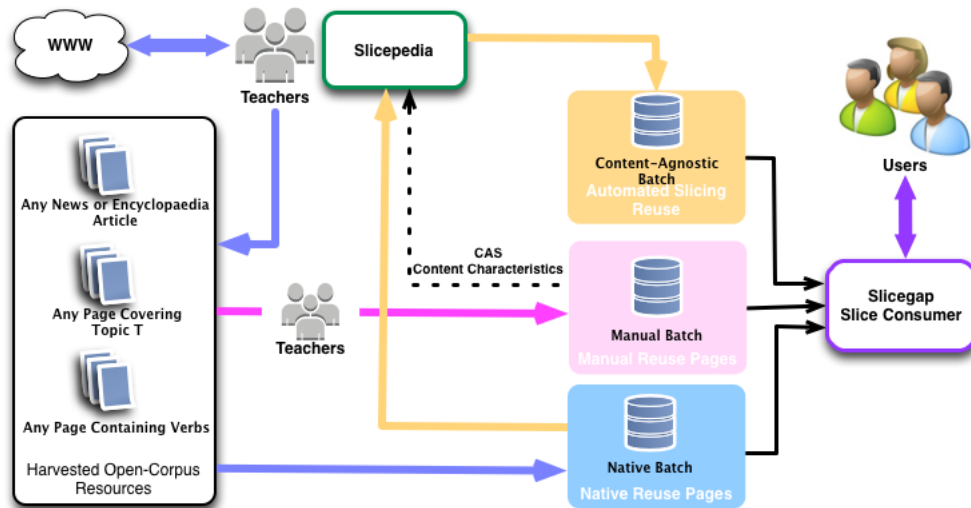 WWW
Teachers
Slicepedia
Content-Agnostic
Batch
Automated Slicing
Reuse
Users
Any News or Encyclopaedia
Article
CAS
Content Characteristics
Any Page Covering
Topic T
Teachers
Manual Batch
Manual Reuse Pages
Slicegap
Slice Consumer
Any Page Containing Verbs
Harvested Open-Corpus
Resources
Native Batch
Native Reuse Pages